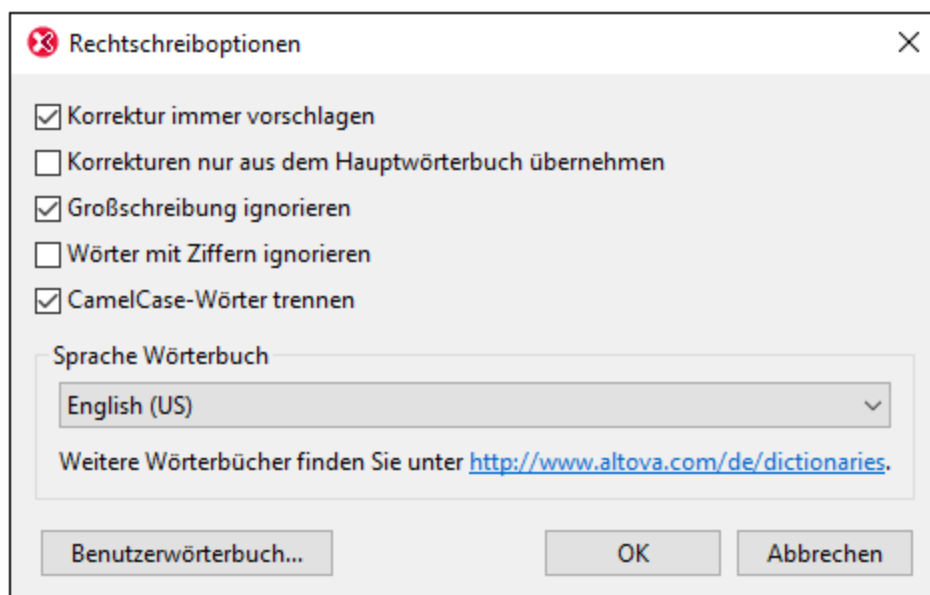 Rechtschreiboptionen
Korrektur immer vorschlagen
Korrekturen nur aus dem Hauptwörterbuch übernehmen
Großschreibung ignorieren
Wörter mit Ziffern ignorieren
CamelCase-Wörter trennen
Sprache Wörterbuch
English (US)
Weitere Wörterbücher finden Sie unter http://www.altova.com/de/dictionaries.
Benutzerwörterbuch... OK Abbrechen